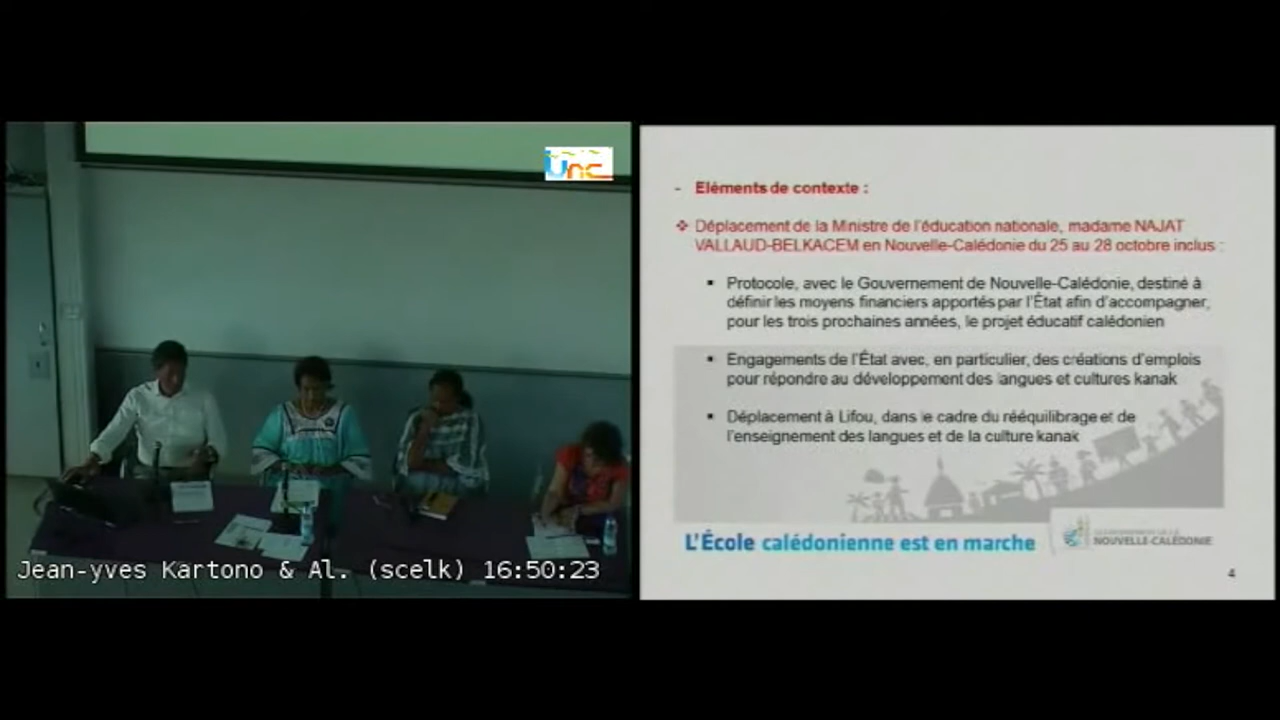 Unc
Jean-yves Kartono & Al. (scelk) 16:50:23
- Eléments de contexte :
❖ Déplacement de la Ministre de l'éducation nationale, madame NAJAT
VALLAUD-BELKACEM en Nouvelle-Calédonie du 25 au 28 octobre inclus :
▪ Protocole, avec le Gouvernement de Nouvelle-Calédonie, destiné à
définir les moyens financiers apportés par l'État afin d'accompagner,
pour les trois prochaines années, le projet éducatif calédonien
▪ Engagements de l'État avec, en particulier, des créations d'emplois
pour répondre au développement des langues et cultures kanak
▪ Déplacement à Lifou, dans le cadre du rééquilibrage et de
l'enseignement des langues et de la culture kanak
L'École calédonienne est en marche
GOUVERNEMENT DE LA
NOUVELLE-CALÉDONIE
4